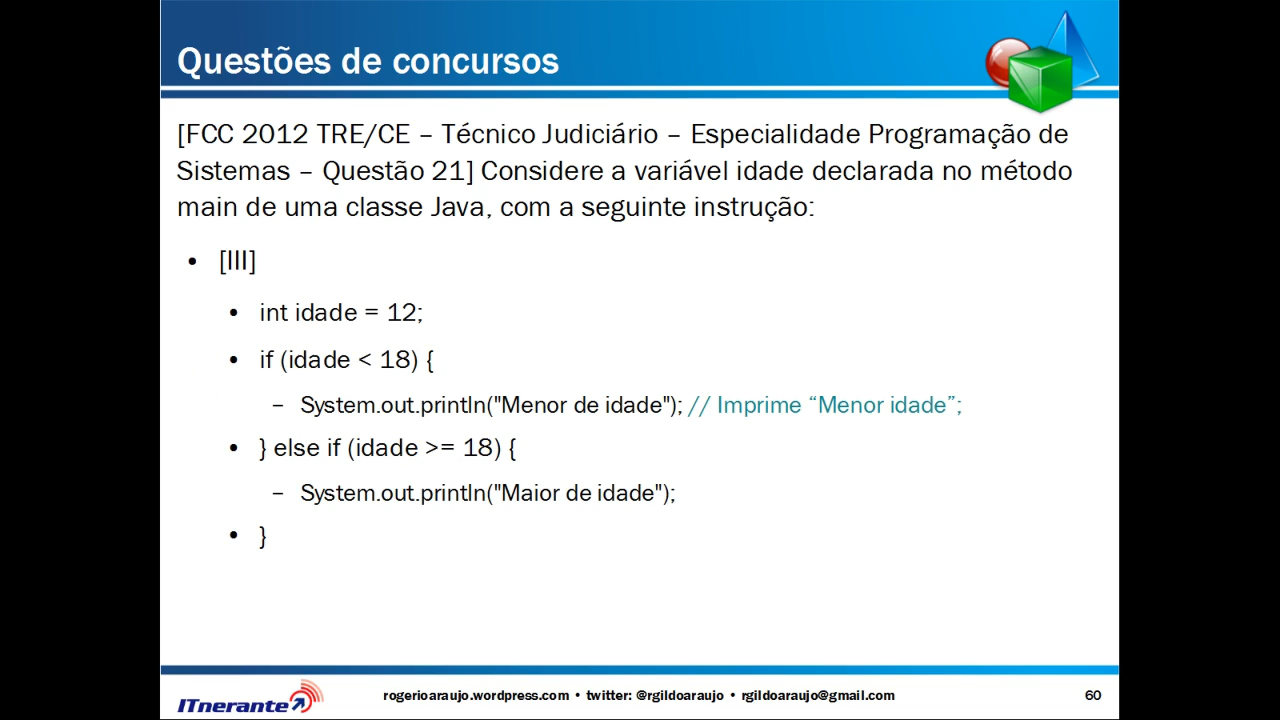 Questões de concursos
[FCC 2012 TRE/CE – Técnico Judiciário – Especialidade Programação de
Sistemas – Questão 21] Considere a variável idade declarada no método
main de uma classe Java, com a seguinte instrução:
• [III]
• int idade = 12;
• if (idade < 18) {
– System.out.println("Menor de idade"); // Imprime “Menor idade”;
• } else if (idade >= 18) {
– System.out.println("Maior de idade");
• }
ITnerante
rogerioaraujo.wordpress.com • twitter: @rgildoaraujo • rgildoaraujo@gmail.com
60